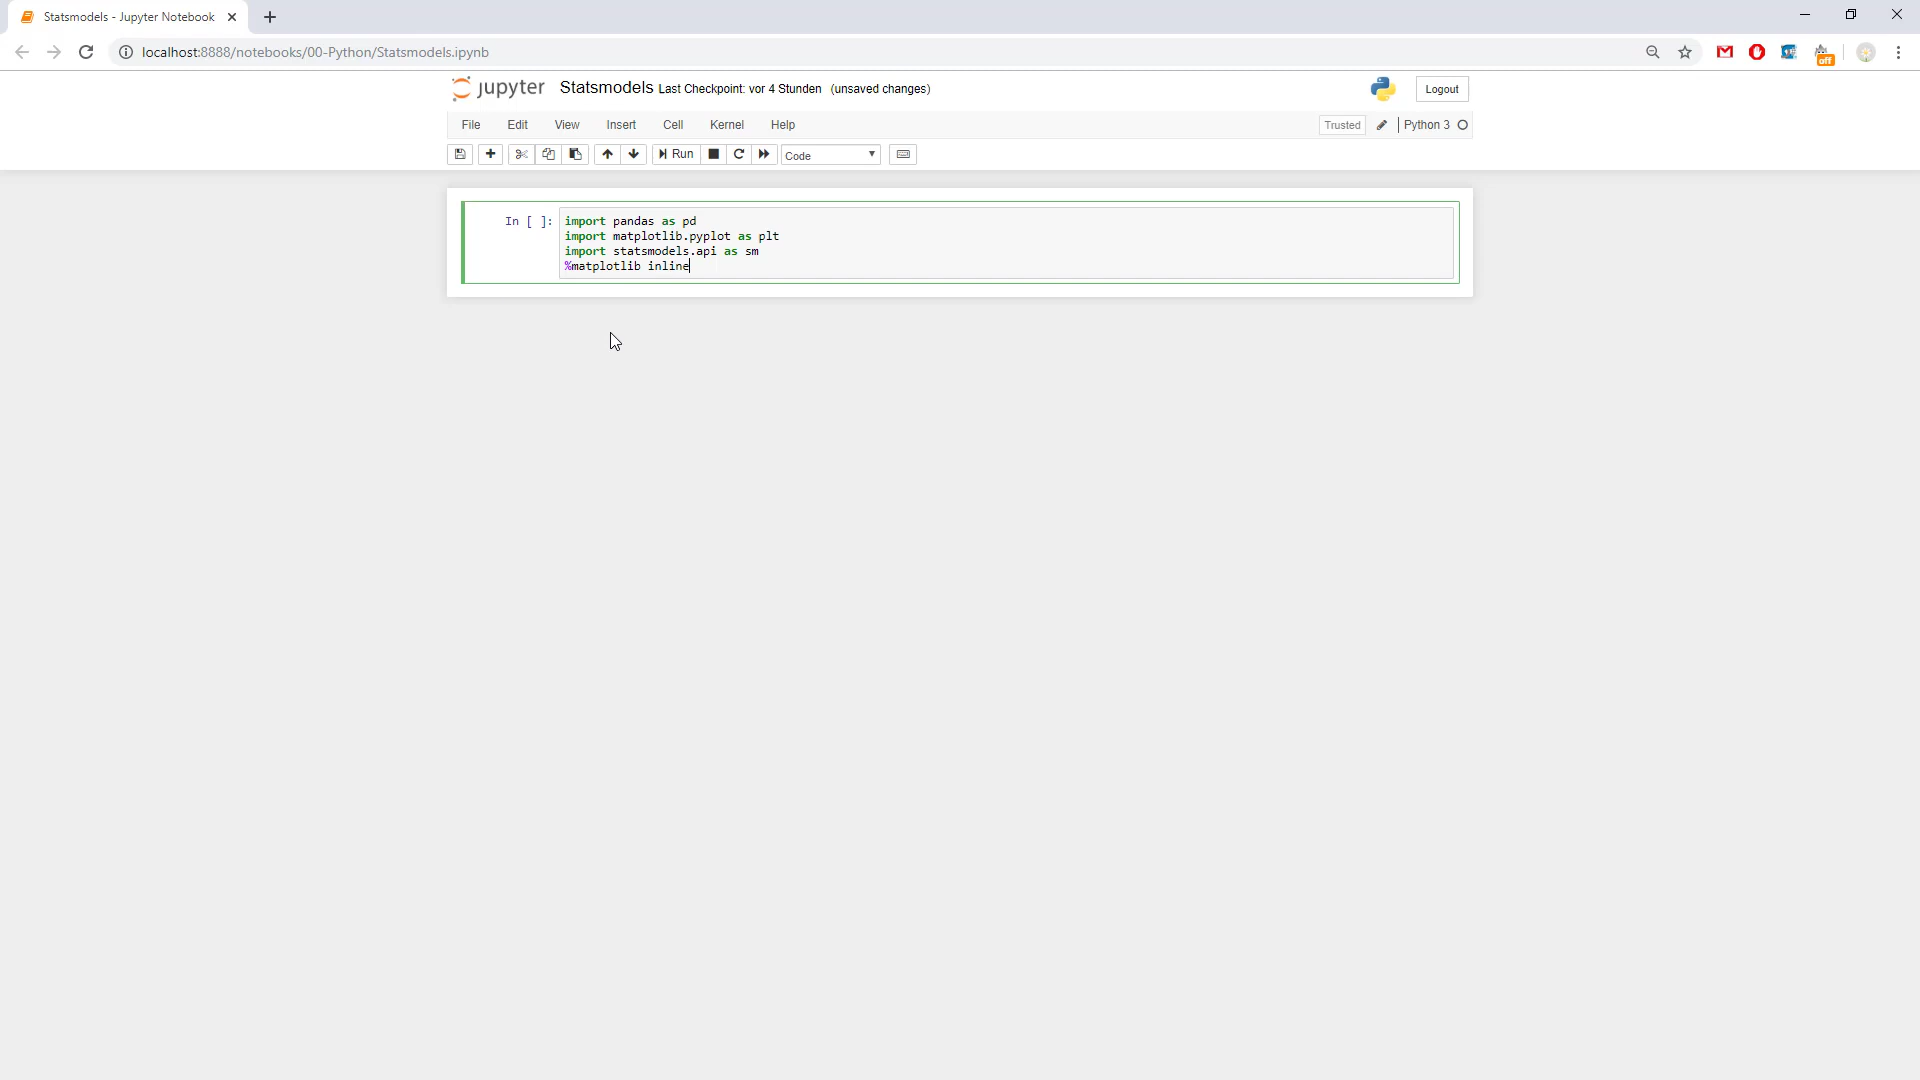 Statsmodels - Jupyter Notebook
localhost:8888/notebooks/00-Python/Statsmodels.ipynb
off
jupyter Statsmodels Last Checkpoint: vor 4 Stunden (unsaved changes) Logout
File Edit View Insert Cell Kernel Help Trusted Python 3
Run Code
In [ ]: import pandas as pd
import matplotlib.pyplot as plt
import statsmodels.api as sm
%matplotlib inline